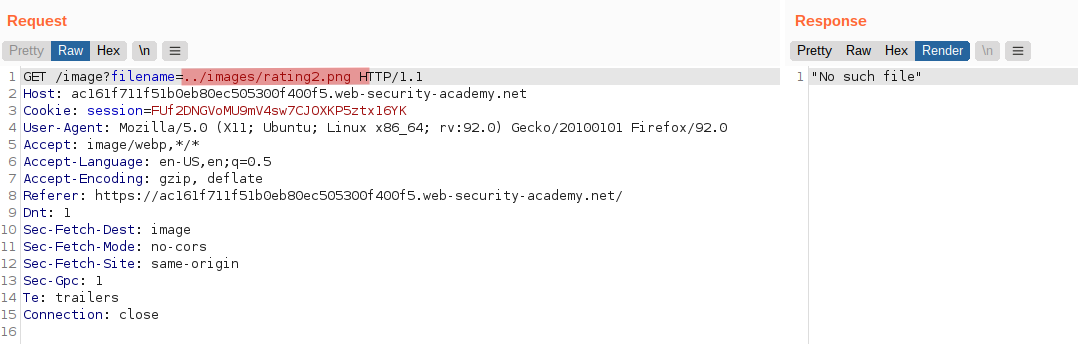 Request
Response
Pretty Raw Hex \n
Pretty Raw Hex Render \n
1 GET /image?filename=../images/rating2.png HTTP/1.1
1 "No such file"
2 Host: ac161f711f51b0eb80ec505300f400f5.web-security-academy.net
3 Cookie: session=FUf2DNGVoMU9mV4sw7CJOXKP5ztxl6YK
4 User-Agent: Mozilla/5.0 (X11; Ubuntu; Linux x86_64; rv:92.0) Gecko/20100101 Firefox/92.0
5 Accept: image/webp,*/*
6 Accept-Language: en-US,en;q=0.5
7 Accept-Encoding: gzip, deflate
8 Referer: https://ac161f711f51b0eb80ec505300f400f5.web-security-academy.net/
9 Dnt: 1
10 Sec-Fetch-Dest: image
11 Sec-Fetch-Mode: no-cors
12 Sec-Fetch-Site: same-origin
13 Sec-Gpc: 1
14 Te: trailers
15 Connection: close
16